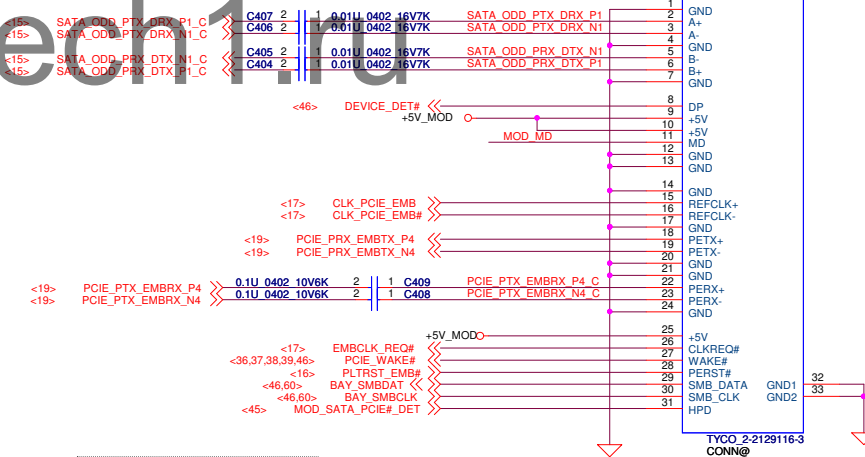 1 GND
<15> SATA_ODD_PTX_DRX_P1_C C407 2 1 0.01U_0402_16V7K SATA_ODD_PTX_DRX_P1 2 A+
<15> SATA_ODD_PTX_DRX_N1_C C406 2 1 0.01U_0402_16V7K SATA_ODD_PTX_DRX_N1 3 A-
4 GND
<15> SATA_ODD_PRX_DTX_N1_C C405 2 1 0.01U_0402_16V7K SATA_ODD_PRX_DTX_N1 5 B-
<15> SATA_ODD_PRX_DTX_P1_C C404 2 1 0.01U_0402_16V7K SATA_ODD_PRX_DTX_P1 6 B+
7 GND
ech1.ru
<46> DEVICE_DET# 8 DP
+5V_MOD 9 +5V
10 +5V
MOD_MD 11 MD
12 GND
13 GND
14 GND
<17> CLK_PCIE_EMB 15 REFCLK+
<17> CLK_PCIE_EMB# 16 REFCLK-
17 GND
<19> PCIE_PRX_EMBTX_P4 18 PETX+
<19> PCIE_PRX_EMBTX_N4 19 PETX-
20 GND
21 GND
<19> PCIE_PTX_EMBRX_P4 0.1U_0402_10V6K 2 1 C409 PCIE_PTX_EMBRX_P4_C 22 PERX+
<19> PCIE_PTX_EMBRX_N4 0.1U_0402_10V6K 2 1 C408 PCIE_PTX_EMBRX_N4_C 23 PERX-
24 GND
+5V_MOD 25 +5V
<17> EMBCLK_REQ# 26 CLKREQ#
<36,37,38,39,46> PCIE_WAKE# 27 WAKE#
<16> PLTRST_EMB# 28 PERST#
<46,60> BAY_SMBDAT 29 SMB_DATA GND1 32
<46,60> BAY_SMBCLK 30 SMB_CLK GND2 33
<45> MOD_SATA_PCIE#_DET 31 HPD
TYCO_2-2129116-3
CONN@